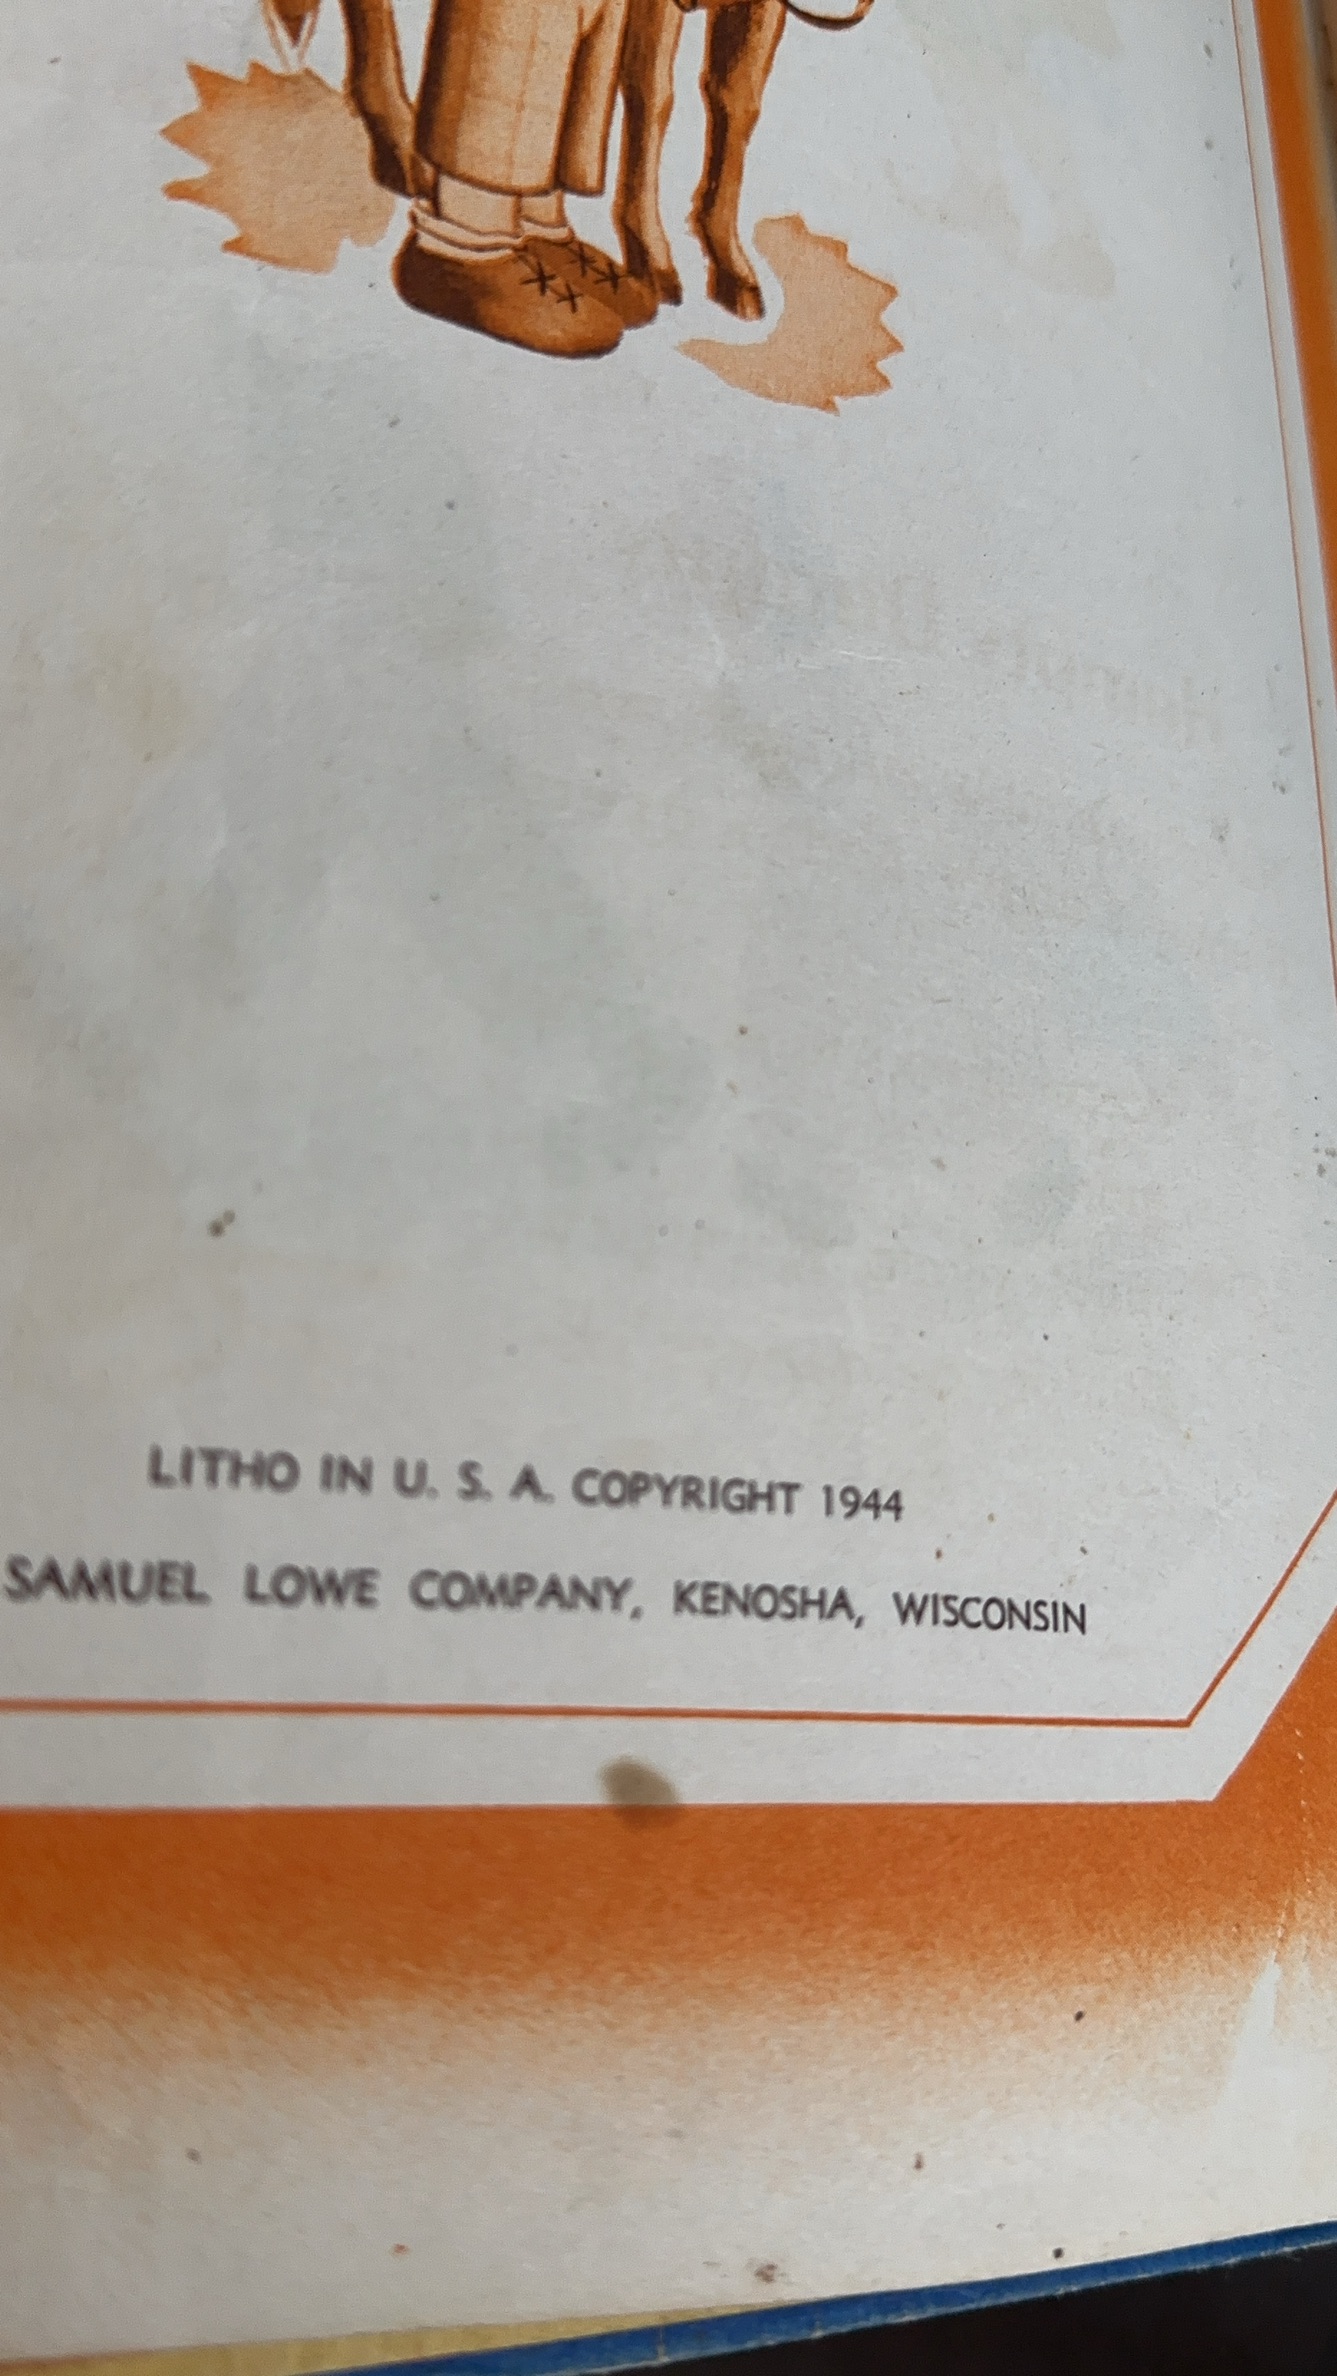 LITHO IN U. S. A. COPYRIGHT 1944
SAMUEL LOWE COMPANY, KENOSHA, WISCONSIN